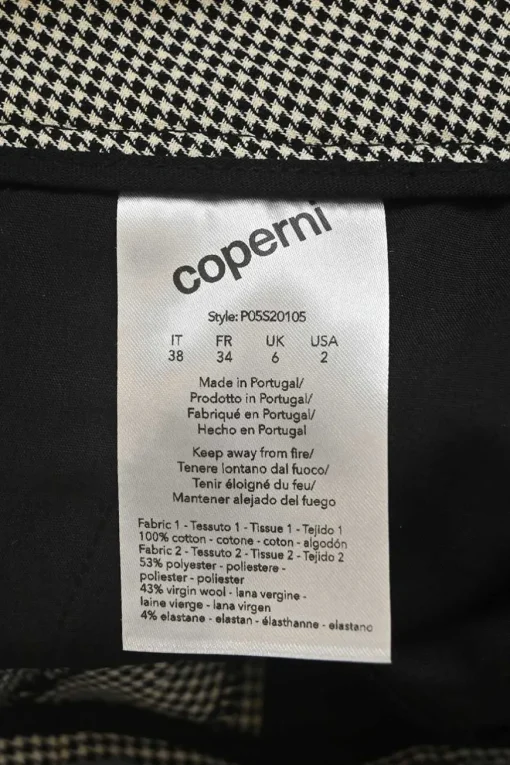 coperni
Style: P05S20105
IT FR UK USA
38 34 6 2
Made in Portugal/
Prodotto in Portugal/
Fabriqué en Portugal/
Hecho en Portugal
Keep away from fire/
Tenere lontano dal fuoco/
Tenir éloigné du feu/
Mantener alejado del fuego
Fabric 1 - Tessuto 1 - Tissue 1 - Tejido 1
100% cotton - cotone - coton - algodón
Fabric 2 - Tessuto 2 - Tissue 2 - Tejido 2
53% polyester - poliestere -
poliester - poliester
43% virgin wool - lana vergine -
laine vierge - lana virgen
4% elastane - elastan - élasthanne - elastano